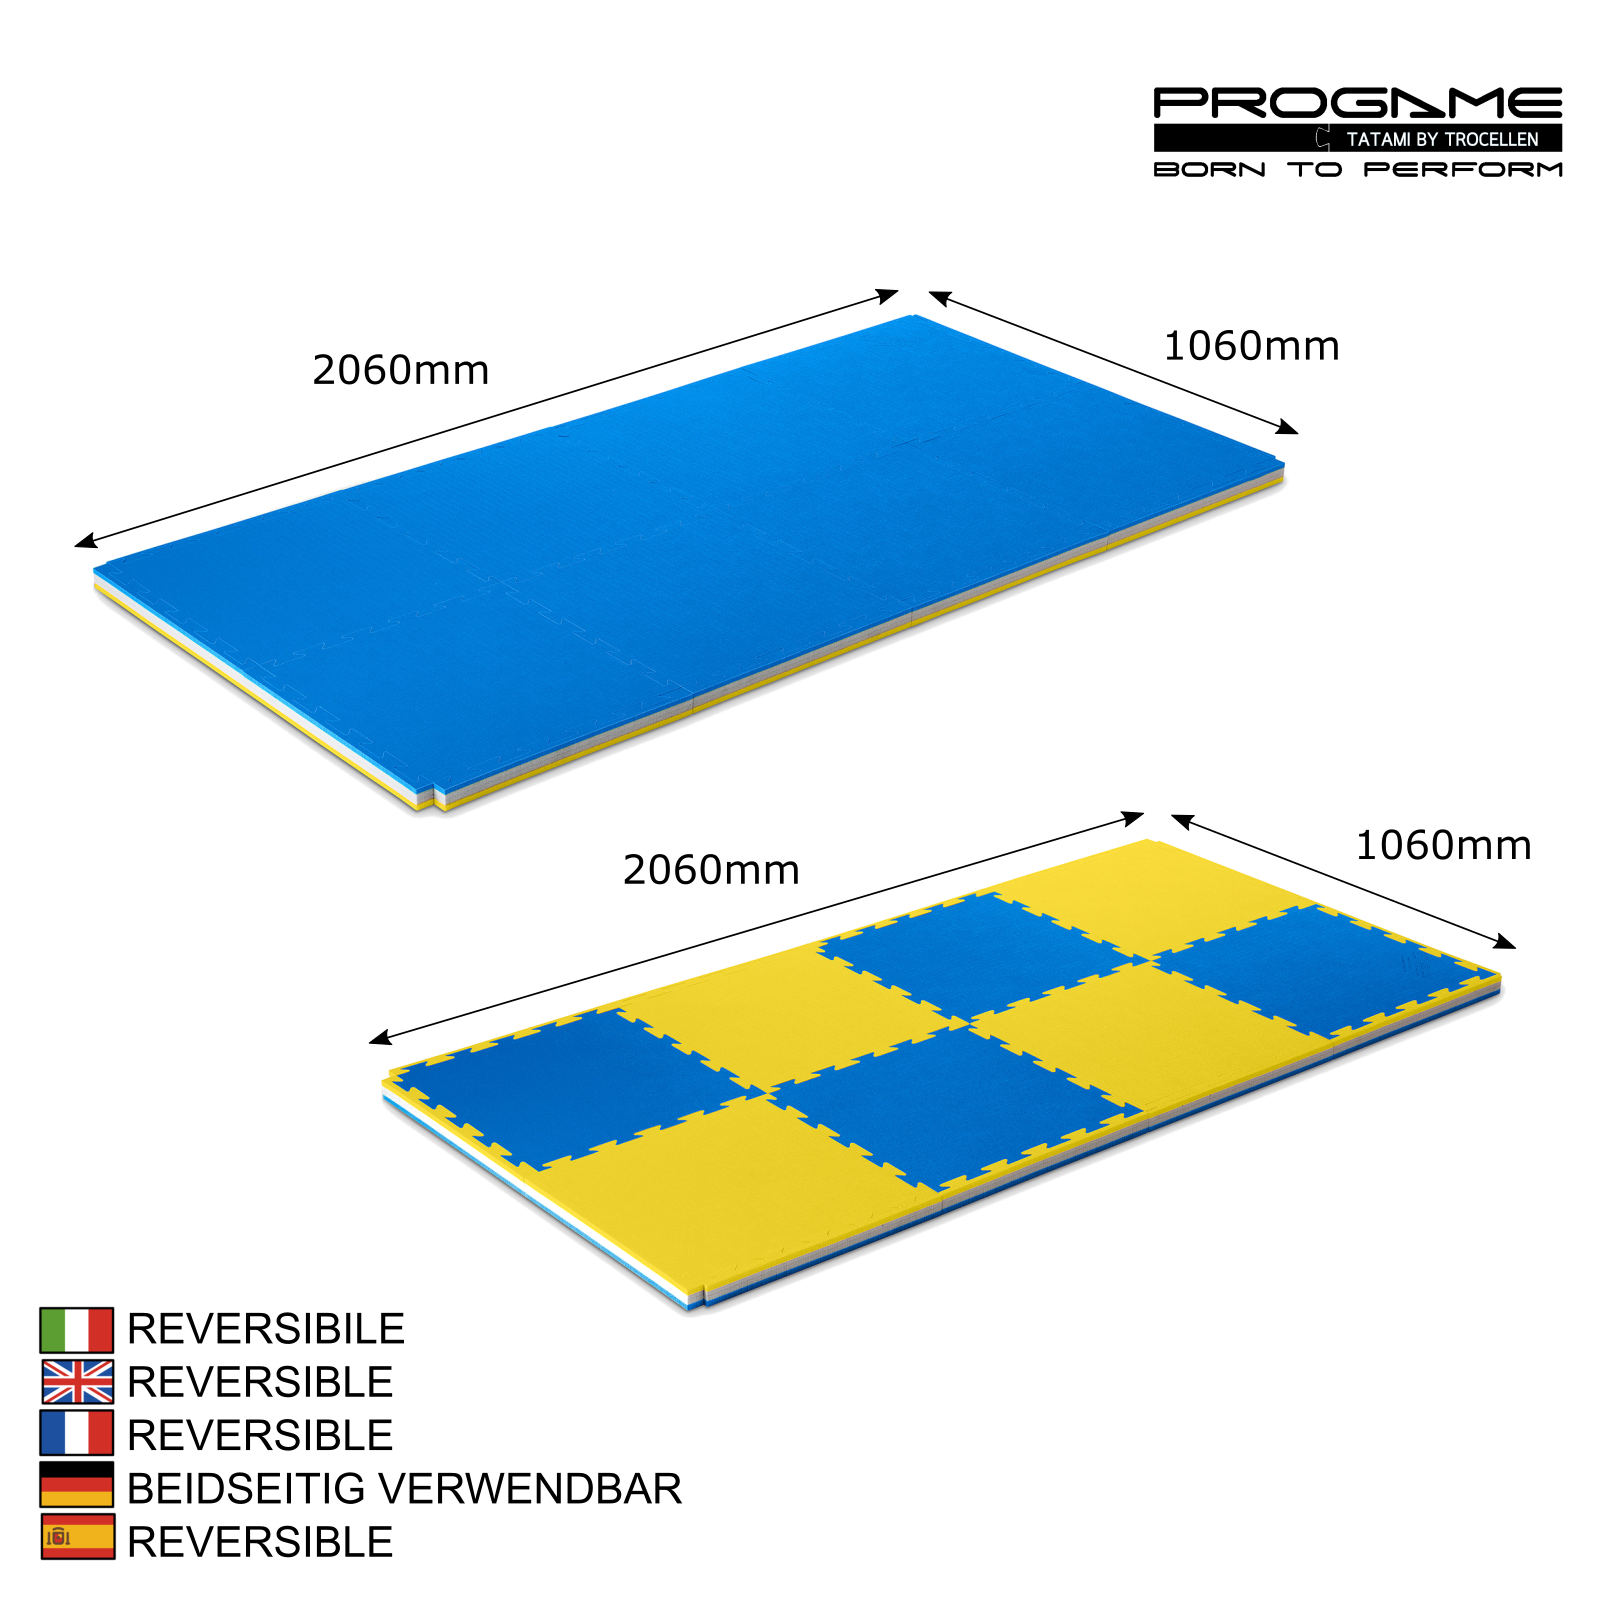 PROGAME
TATAMI BY TROCELLEN
BORN TO PERFORM
2060mm
1060mm
2060mm
1060mm
REVERSIBILE
REVERSIBLE
REVERSIBLE
BEIDSEITIG VERWENDBAR
REVERSIBLE